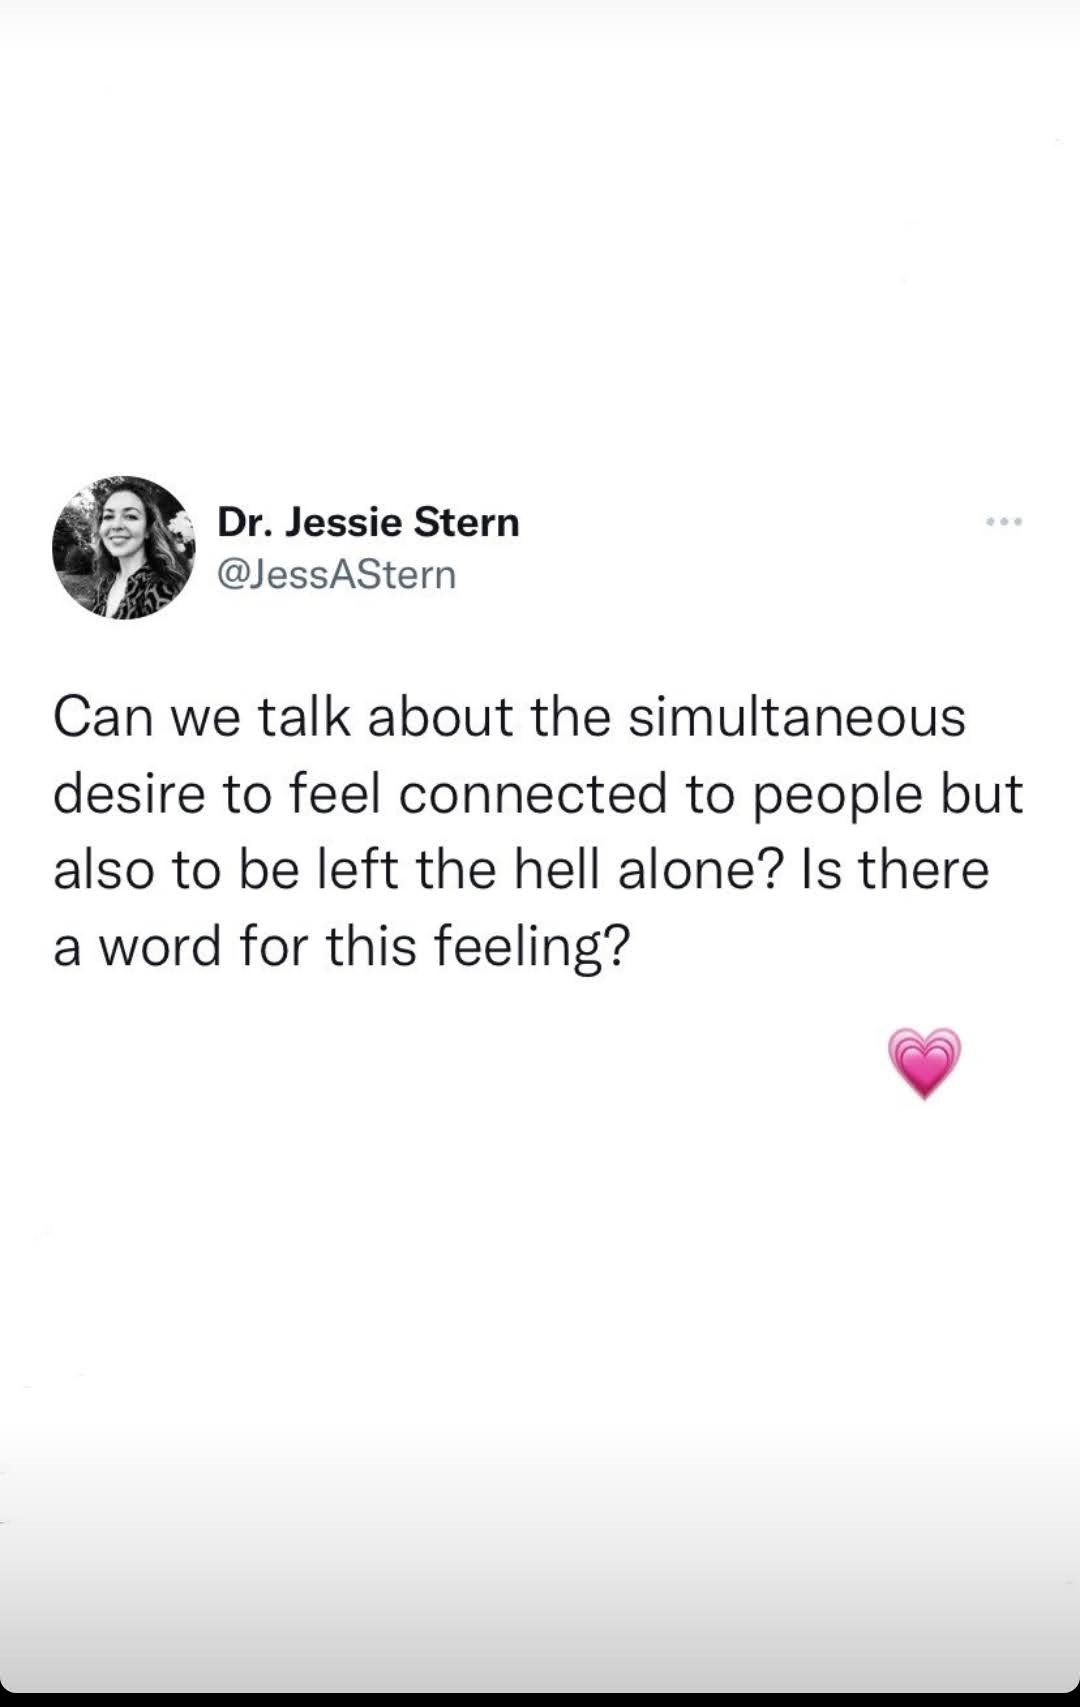 Dr. Jessie Stern
@JessAStern
Can we talk about the simultaneous
desire to feel connected to people but
also to be left the hell alone? Is there
a word for this feeling?